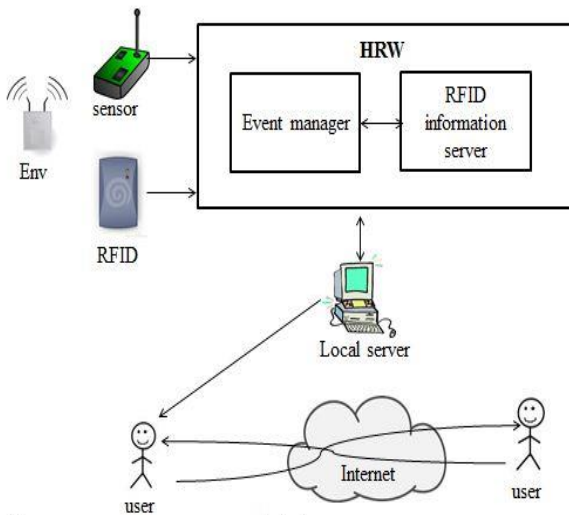 HRW
sensor
Event manager
RFID
information
server
Env
RFID
Local server
Internet
user
user